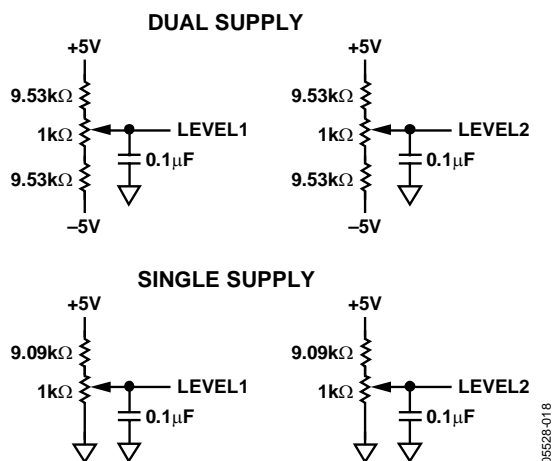 DUAL SUPPLY
+5V +5V
9.53kΩ 9.53kΩ
1kΩ LEVEL1 1kΩ LEVEL2
0.1μF 0.1μF
9.53kΩ 9.53kΩ
–5V –5V
SINGLE SUPPLY
+5V +5V
9.09kΩ 9.09kΩ
1kΩ LEVEL1 1kΩ LEVEL2
0.1μF 0.1μF
05528-018